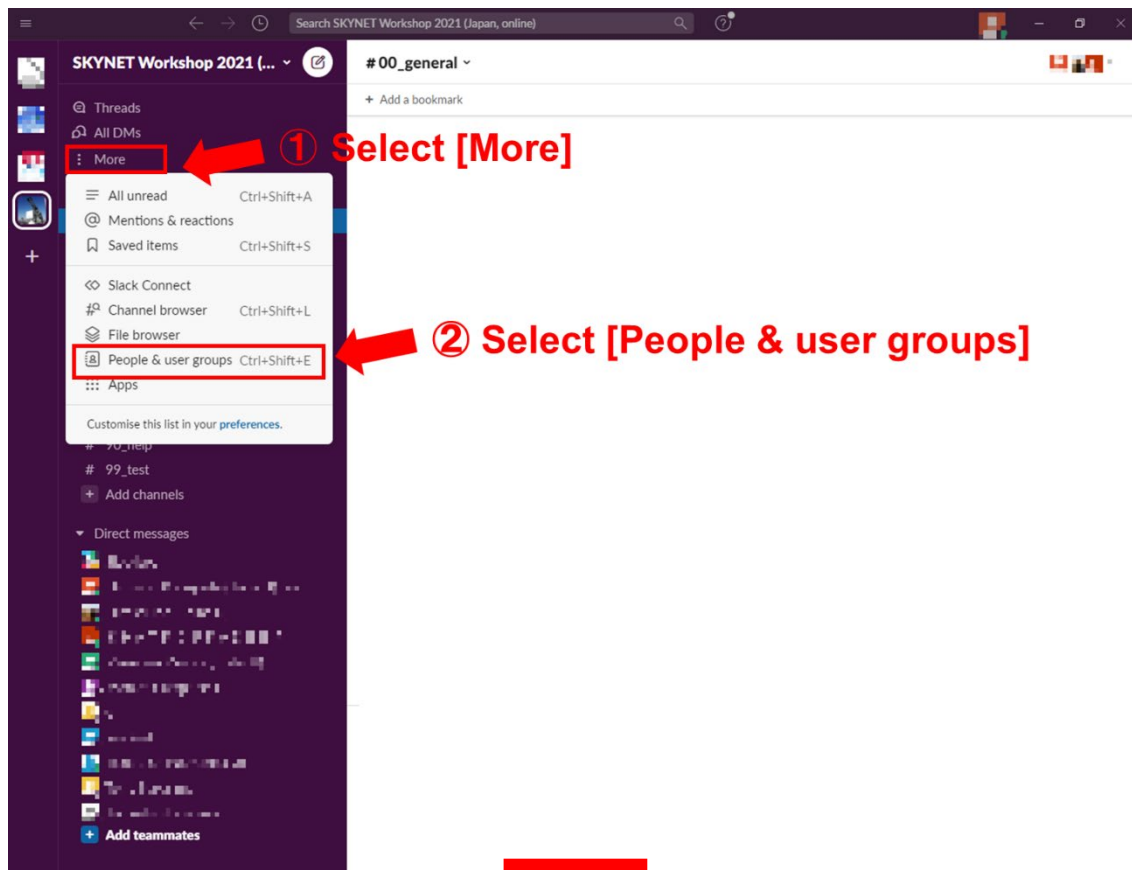 Search SKYNET Workshop 2021 (Japan, online)
SKYNET Workshop 2021 (...
#00_general
+ Add a bookmark
Threads
All DMs
More
① Select [More]
All unread Ctrl+Shift+A
@ Mentions & reactions
Saved items Ctrl+Shift+S
+
Slack Connect
Channel browser Ctrl+Shift+L
File browser
② Select [People & user groups]
People & user groups Ctrl+Shift+E
Apps
Customise this list in your preferences.
# 90_help
# 99_test
+ Add channels
Direct messages
+ Add teammates